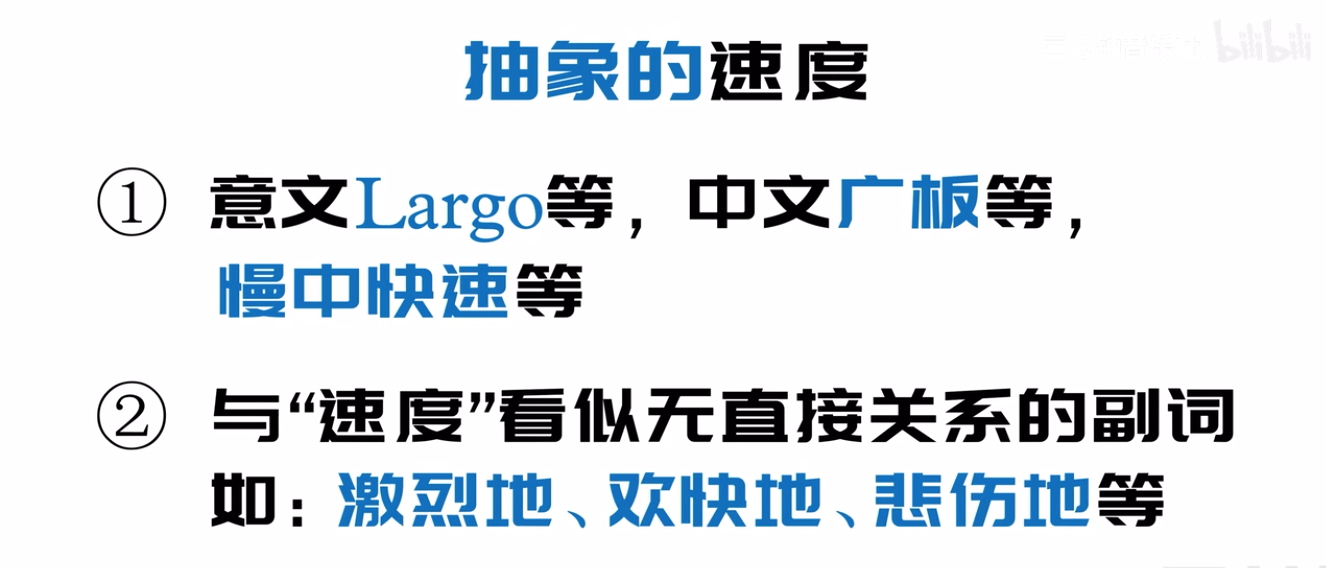 抽象的速度
bilibili
① 意文Largo等，中文广板等，
慢中快速等
② 与“速度”看似无直接关系的副词
如：激烈地、欢快地、悲伤地等